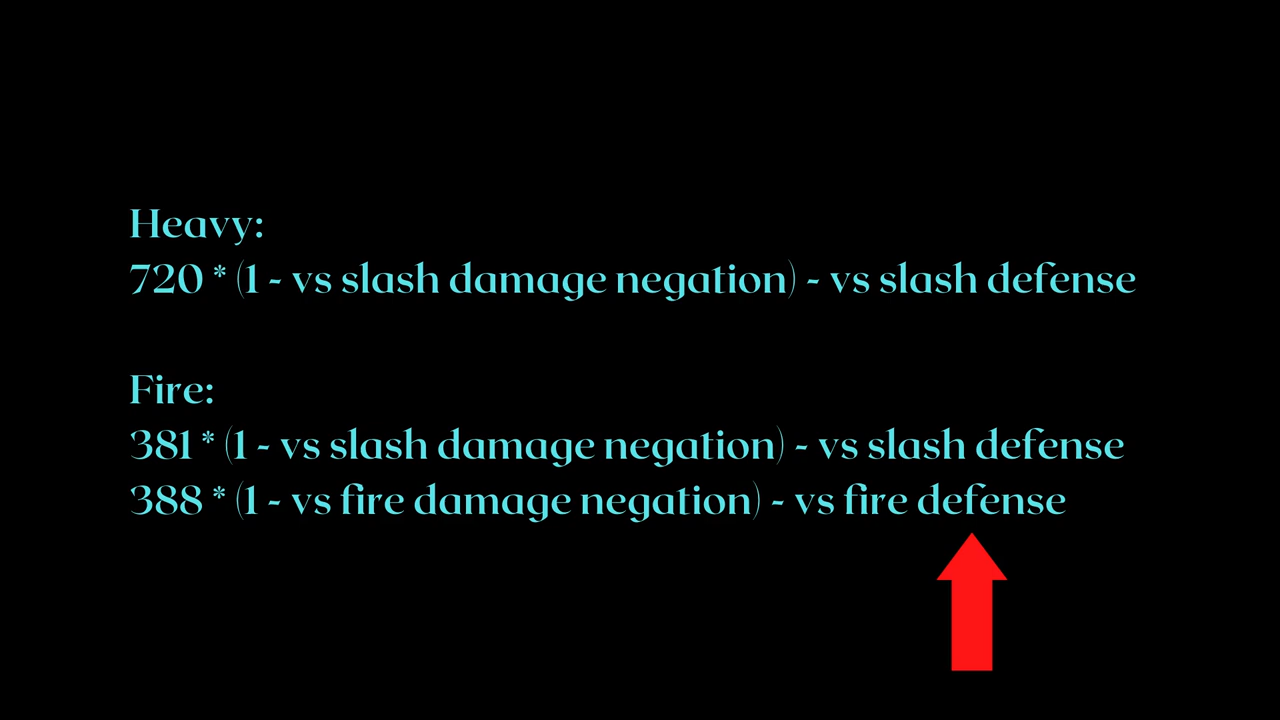 Heavy:
720 * (1 - vs slash damage negation) - vs slash defense
Fire:
381 * (1 - vs slash damage negation) - vs slash defense
388 * (1 - vs fire damage negation) - vs fire defense